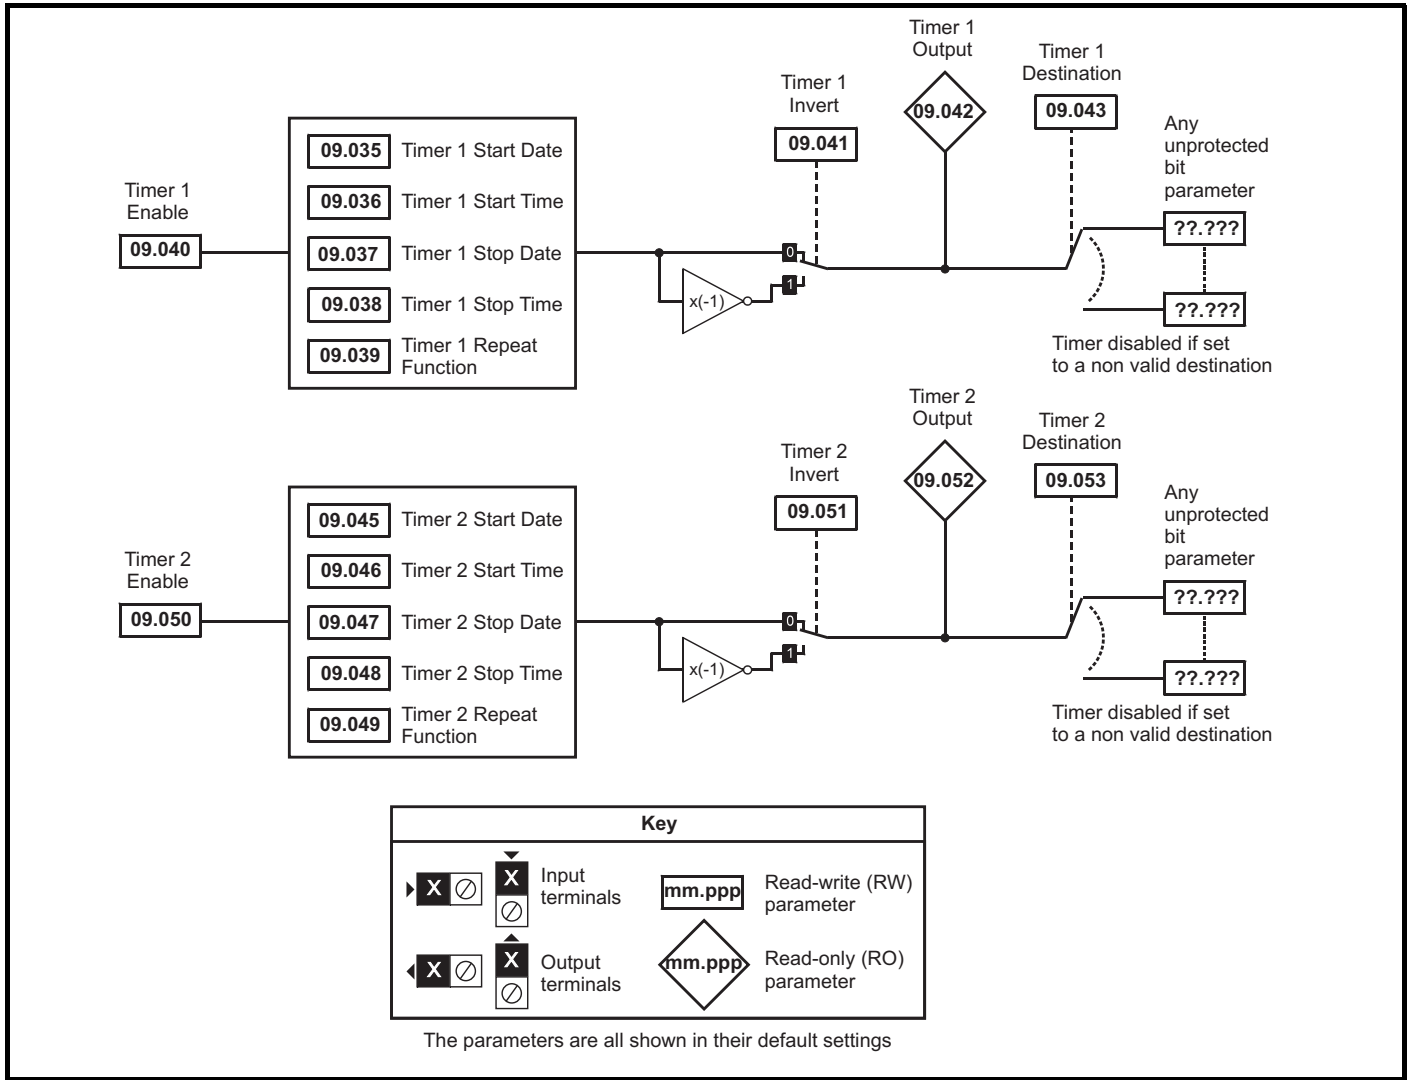 Timer 1
Output
Timer 1
Destination
Timer 1
Invert
09.042
09.043
Any
unprotected
bit
parameter
09.041
09.035 Timer 1 Start Date
Timer 1
Enable
09.036 Timer 1 Start Time
??.???
09.040
09.037 Timer 1 Stop Date
0
1
x(-1)
09.038 Timer 1 Stop Time
??.???
09.039 Timer 1 Repeat
Function
Timer disabled if set
to a non valid destination
Timer 2
Output
Timer 2
Destination
Timer 2
Invert
09.052
09.053
Any
unprotected
bit
parameter
09.051
09.045 Timer 2 Start Date
Timer 2
Enable
09.046 Timer 2 Start Time
??.???
09.050
09.047 Timer 2 Stop Date
0
1
x(-1)
09.048 Timer 2 Stop Time
??.???
09.049 Timer 2 Repeat
Function
Timer disabled if set
to a non valid destination
Key
X
X
Input
terminals
mm.ppp
Read-write (RW)
parameter
X
X
Output
terminals
mm.ppp
Read-only (RO)
parameter
The parameters are all shown in their default settings